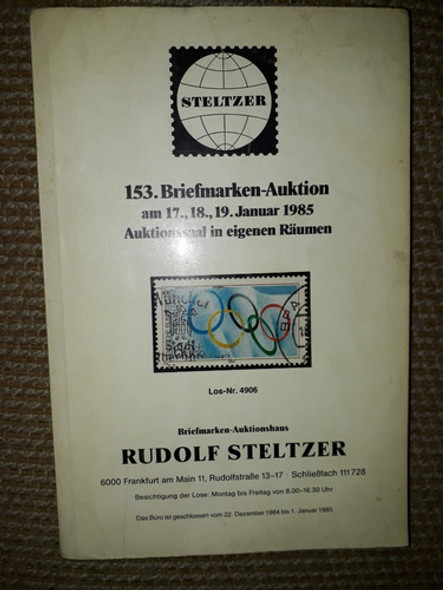 STELTZER
153. Briefmarken-Auktion
am 17., 18., 19. Januar 1985
Auktionssaal in eigenen Räumen
Los-Nr. 4906
Briefmarken-Auktionshaus
RUDOLF STELTZER
6000 Frankfurt am Main 11, Rudolfstraße 13–17 · Schließfach 111 728
Besichtigung der Lose: Montag bis Freitag von 8.00–16.30 Uhr
Das Büro ist geschlossen vom 22. Dezember 1984 bis 1. Januar 1985